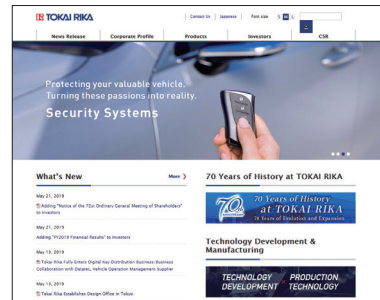 TOKAI RIKA
Contact Us | Japanese | Font size S M L
News Release Corporate Profile Products Investors CSR
Protecting your valuable vehicle.
Turning these passions into reality.
Security Systems
What's New More
May 21, 2019
Adding "Notice of the 72st Ordinary General Meeting of Shareholders"
to Investors
May 21, 2019
Adding "FY2019 Financial Results" to Investors
May 13, 2019
Tokai Rika Fully Enters Digital Key Distribution Business:Business
Collaboration with Datatec, Vehicle Operation Management Supplier
May 13, 2019
Tokai Rika Establishes Design Office in Tokyo
70 Years of History at TOKAI RIKA
70th
ANNIVERSARY
70 Years of History
at TOKAI RIKA
70 Years of Evolution and Expansion
Technology Development &
Manufacturing
TECHNOLOGY
DEVELOPMENT
PRODUCTION
TECHNOLOGY